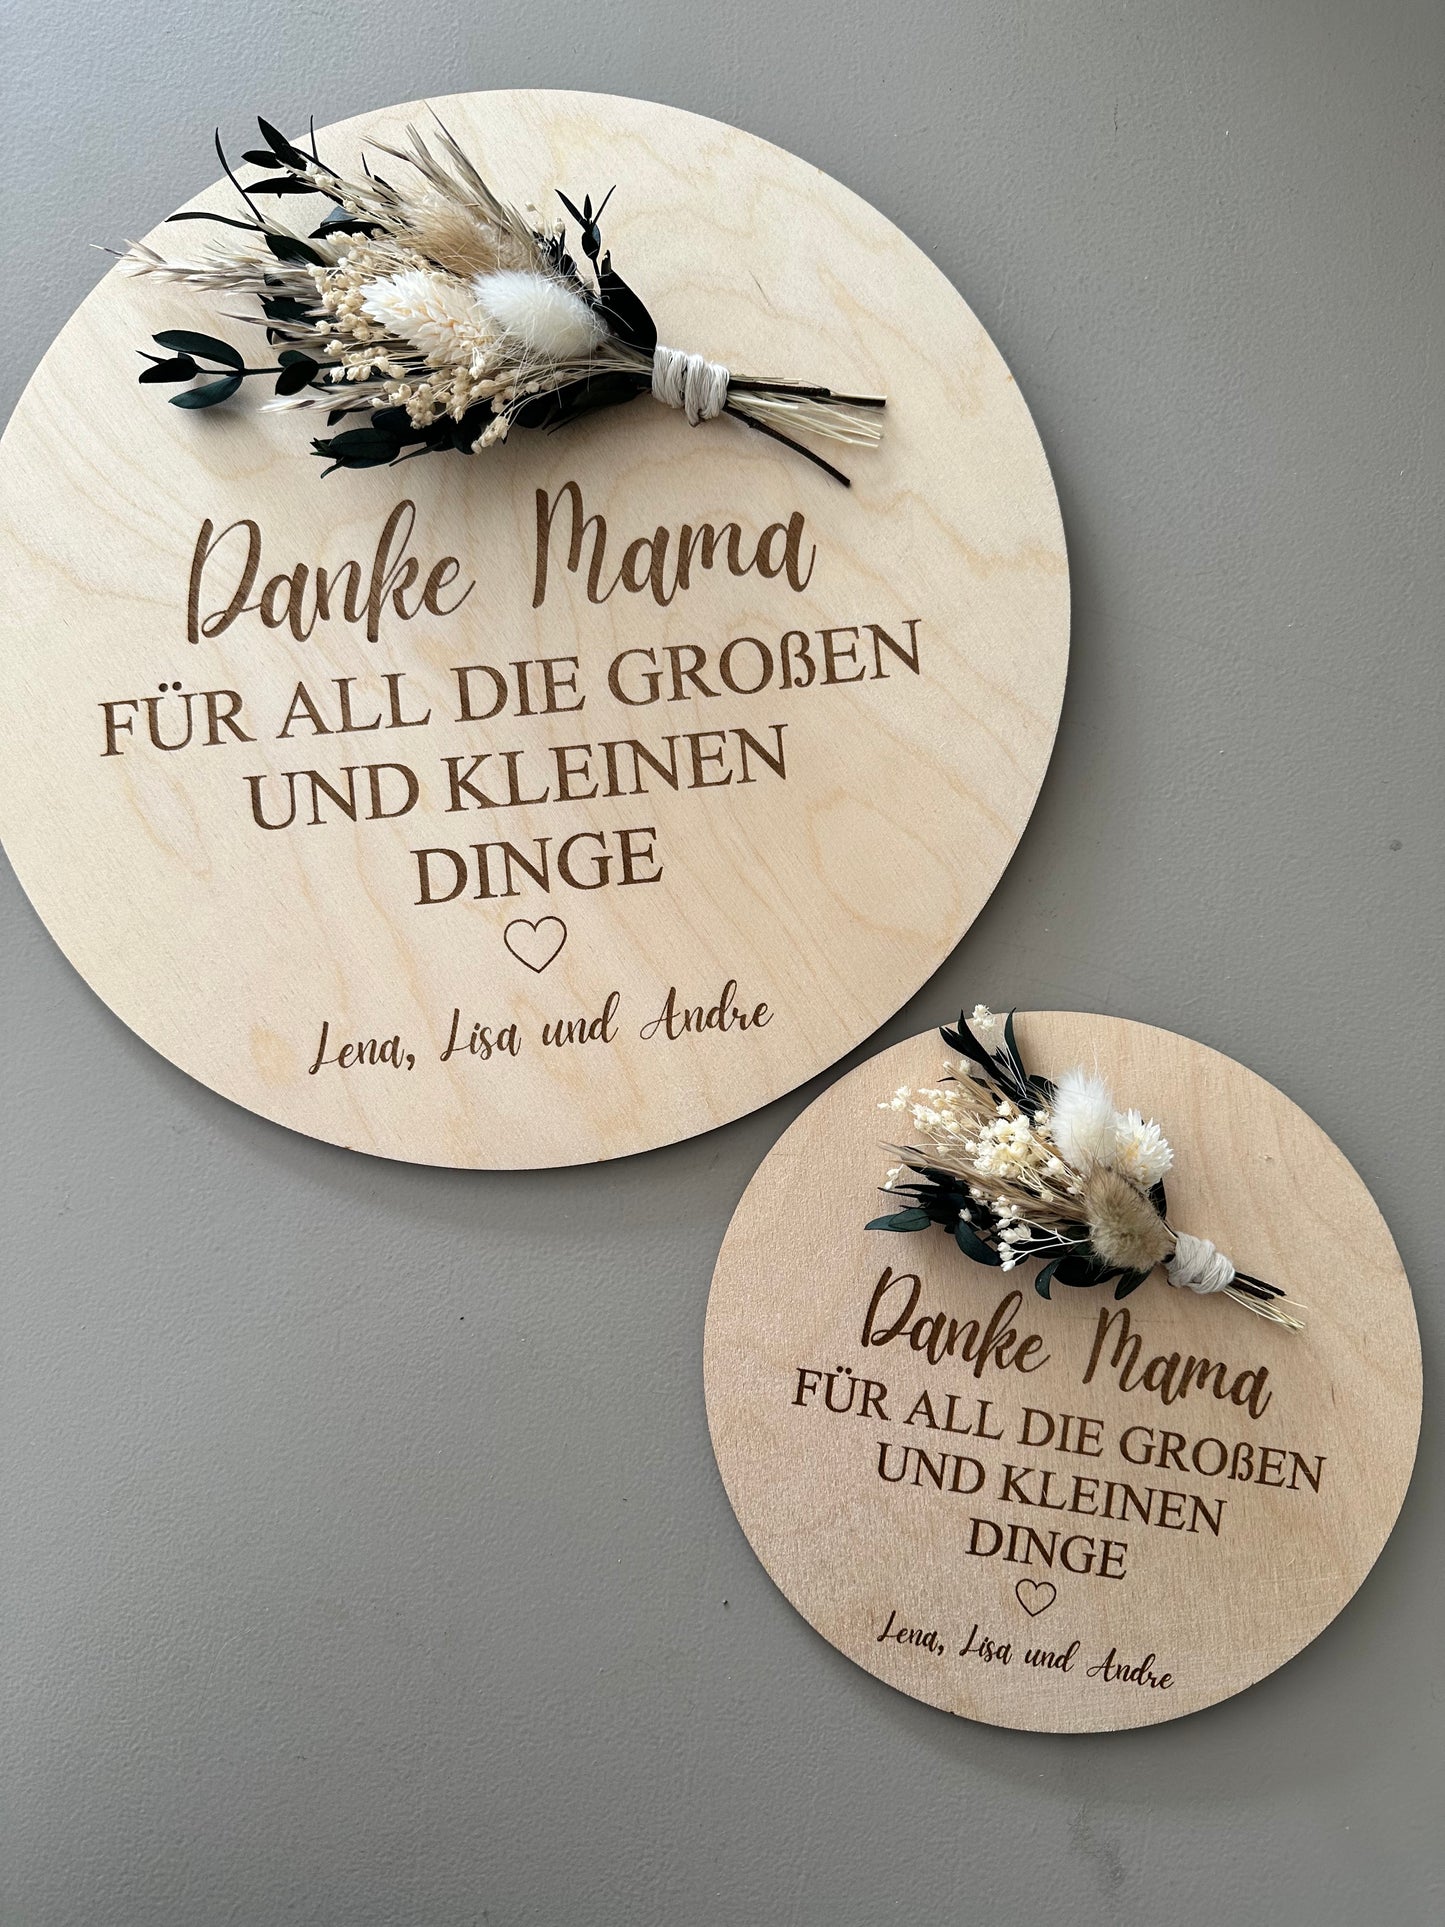 Danke Mama
FÜR ALL DIE GROßEN
UND KLEINEN
DINGE
Lena, Lisa und Andre
Danke Mama
FÜR ALL DIE GROßEN
UND KLEINEN
DINGE
Lena, Lisa und Andre